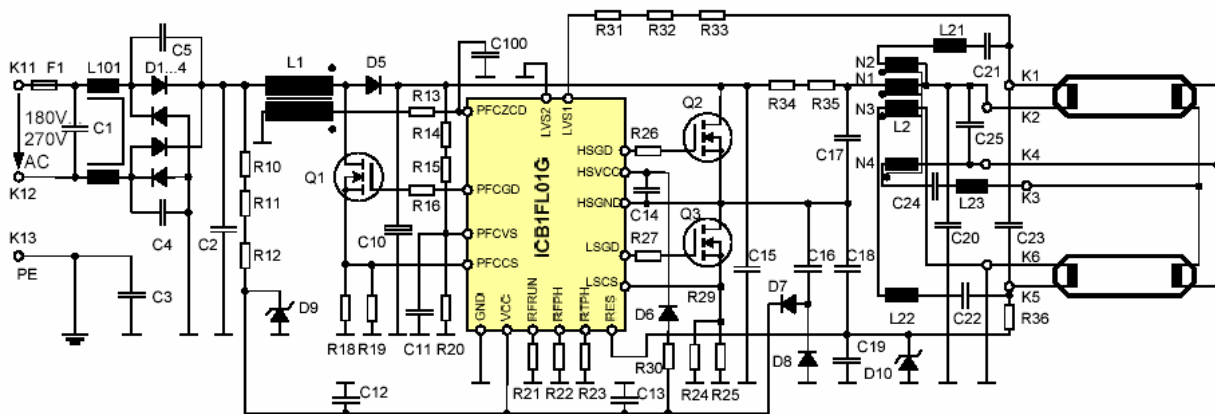 R31 R32 R33
C5 C100 L21 C21
K11 F1 L101 D1...4 L1 D5 N2
N1 K1
R34 R35
Q2 N3 K2
R13 PFCZCD LVS2 LVS1 L2 C25
180V... C1 R14 R26 C17
270V HSGD
N4 K4
AC R10 R15 HSVCC
Q1 C14 K3
K12 PFCGD ICB1FL01G HSGND C24 L23
R11 R16 Q3
C4 C2 C10 R27
K13 R12 PFCVS LSGD C15 C16 C18 C20 C23
PE PFCCS K6
LSCS R29 D7
C3 D9 GND VCC RFRUN RFPH RTPH RES D6 K5
L22 C22 R36
R18 R19 C11 R20 R30 D8 C19
D10
C12 R21 R22 R23 C13 R24 R25